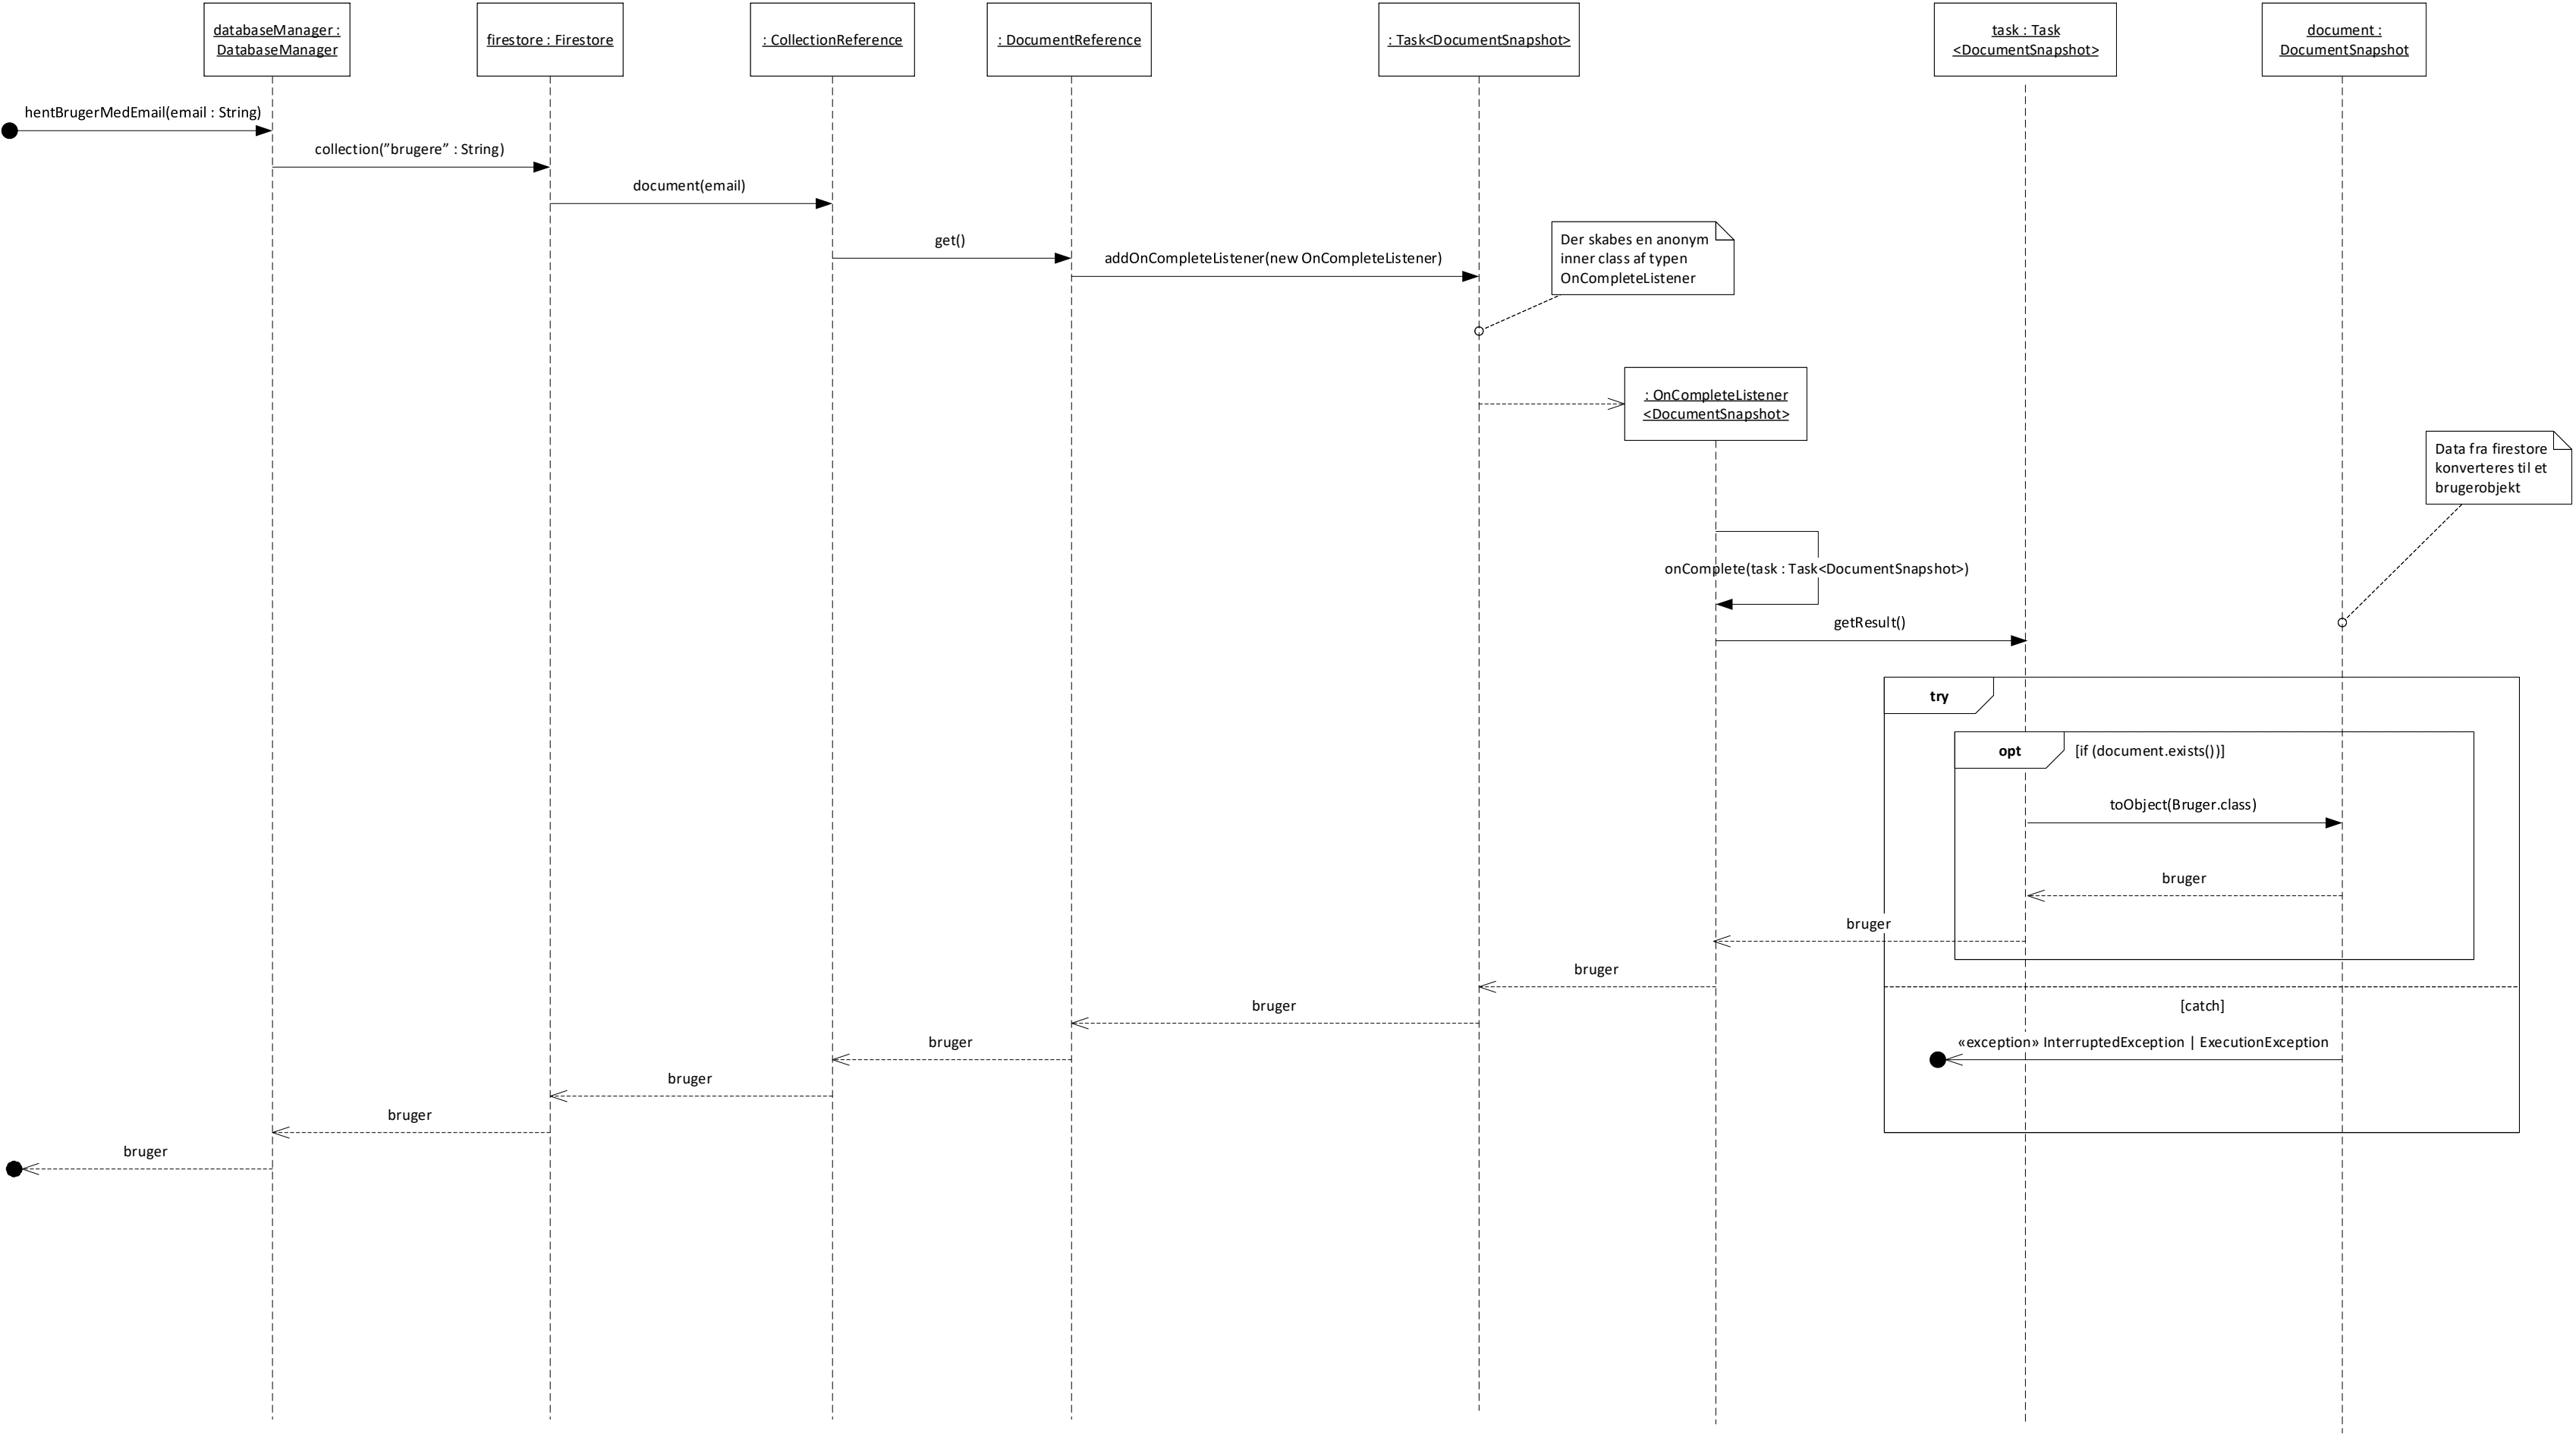 databaseManager :
DatabaseManager
firestore : Firestore
: CollectionReference
: DocumentReference
: Task<DocumentSnapshot>
task : Task
<DocumentSnapshot>
document :
DocumentSnapshot
hentBrugerMedEmail(email : String)
collection(”brugere” : String)
document(email)
get()
addOnCompleteListener(new OnCompleteListener)
Der skabes en anonym
inner class af typen
OnCompleteListener
: OnCompleteListener
<DocumentSnapshot>
Data fra firestore
konverteres til et
brugerobjekt
onComplete(task : Task<DocumentSnapshot>)
getResult()
try
opt
[if (document.exists())]
toObject(Bruger.class)
bruger
bruger
bruger
bruger
[catch]
«exception» InterruptedException | ExecutionException
bruger
bruger
bruger
bruger